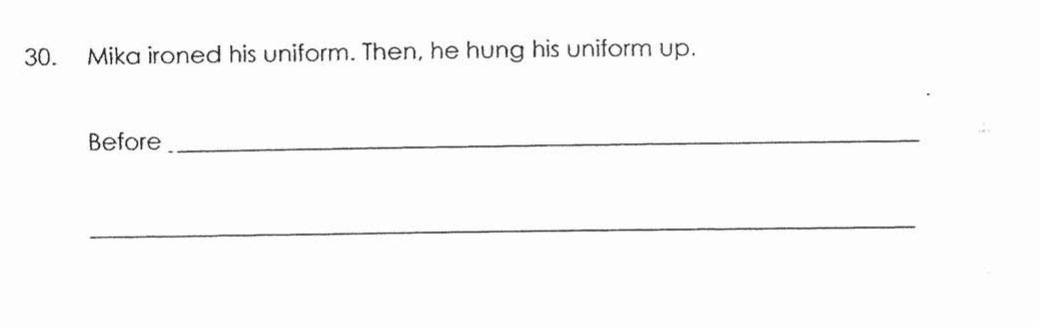 30. Mika ironed his uniform. Then, he hung his uniform up.
Before